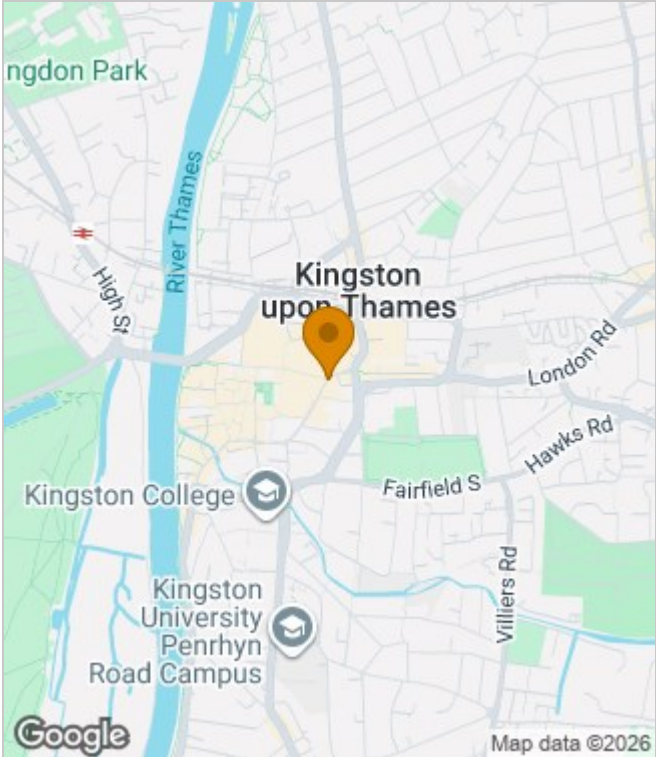 ngdon Park
River Thames
High St
Kingston
upon Thames
London Rd
Hawks Rd
Kingston College
Fairfield S
Villiers Rd
Kingston
University
Penrhyn
Road Campus
Google
Map data ©2026